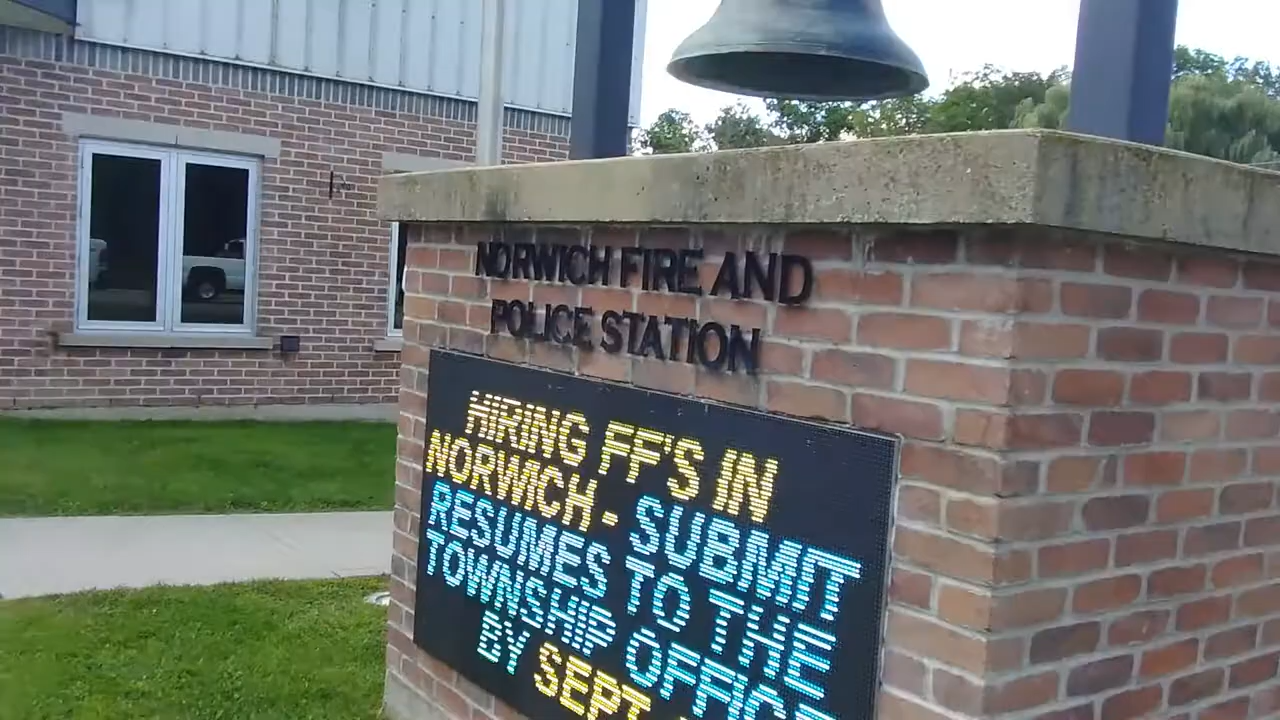 NORWICH FIRE AND
POLICE STATION
HIRING FF'S IN
NORWICH - SUBMIT
RESUMES TO THE
TOWNSHIP OFFICE
BY SEPT